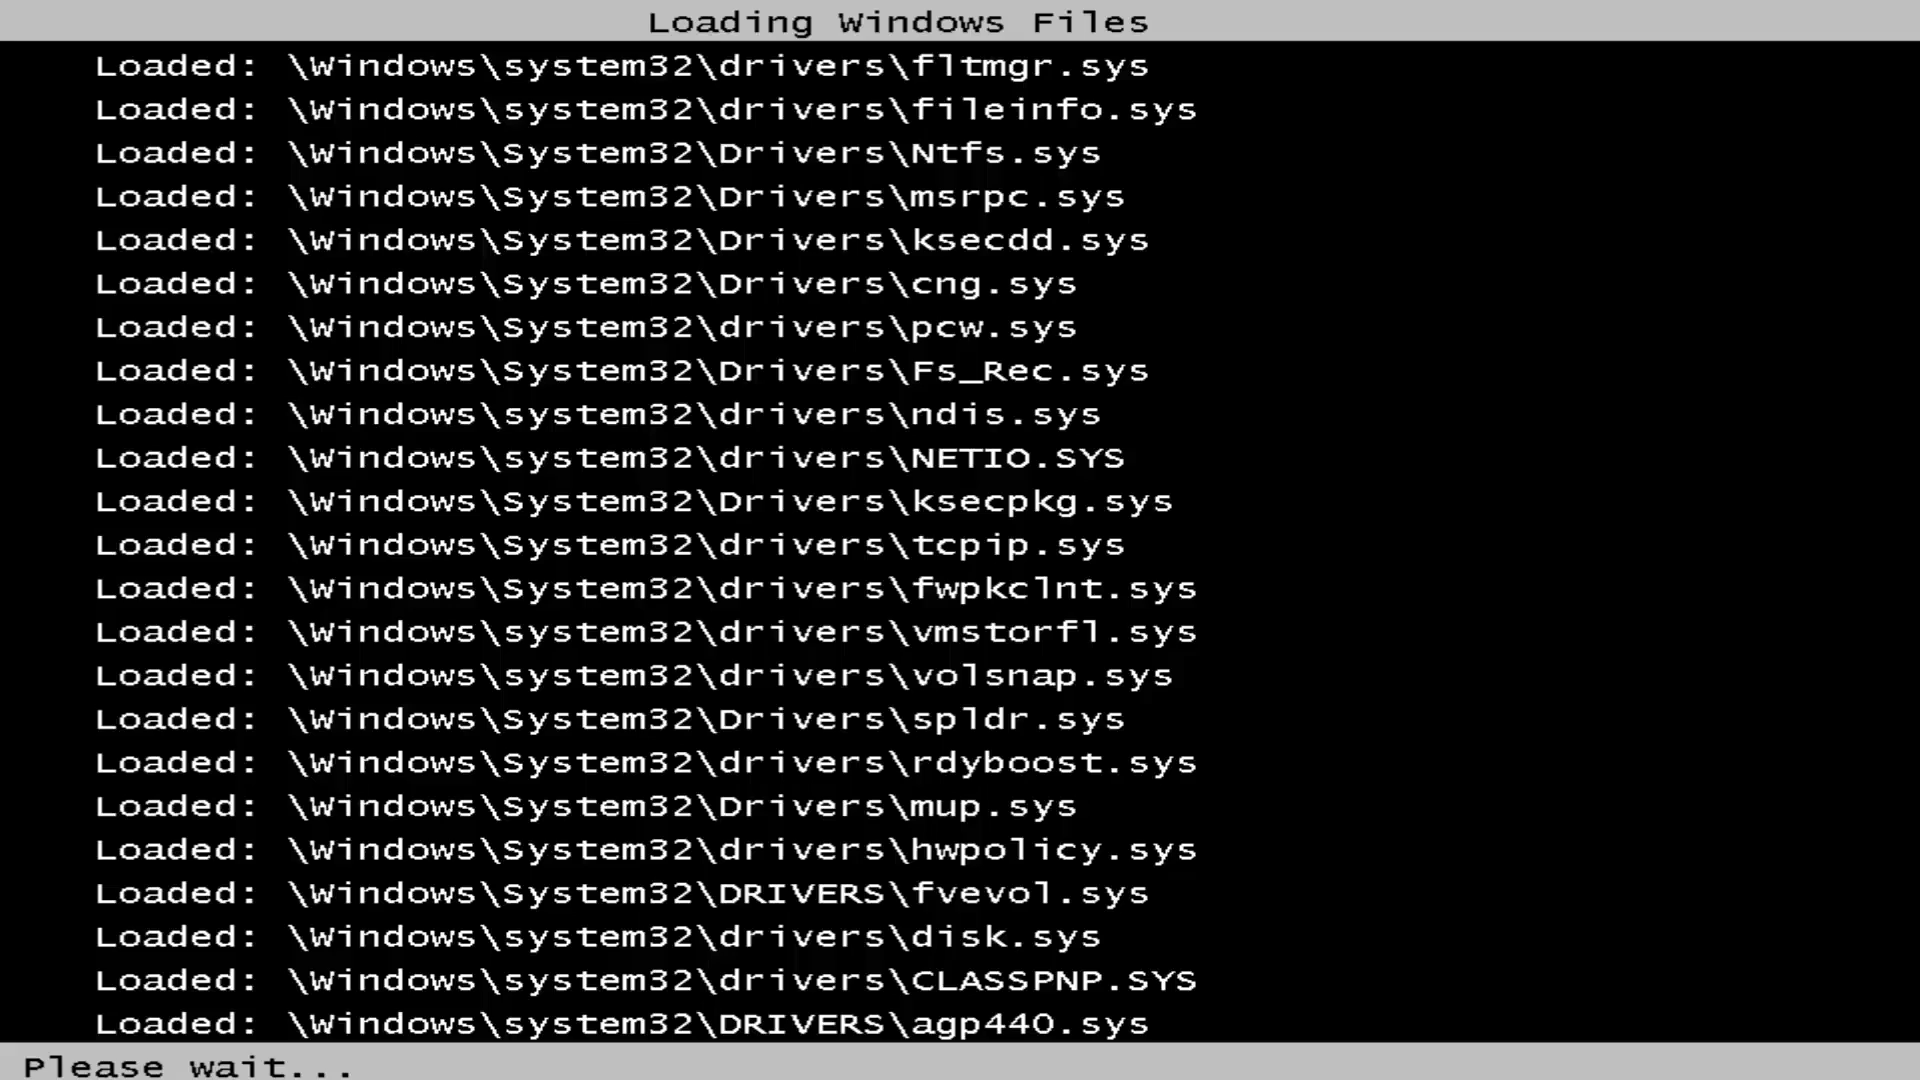 Loading Windows Files
Loaded: \Windows\system32\drivers\fltmgr.sys
Loaded: \Windows\system32\drivers\fileinfo.sys
Loaded: \Windows\System32\Drivers\Ntfs.sys
Loaded: \Windows\System32\Drivers\msrpc.sys
Loaded: \Windows\System32\Drivers\ksecdd.sys
Loaded: \Windows\System32\Drivers\cng.sys
Loaded: \Windows\System32\drivers\pcw.sys
Loaded: \Windows\System32\Drivers\Fs_Rec.sys
Loaded: \Windows\system32\drivers\ndis.sys
Loaded: \Windows\system32\drivers\NETIO.SYS
Loaded: \Windows\System32\Drivers\ksecpkg.sys
Loaded: \Windows\System32\drivers\tcpip.sys
Loaded: \Windows\System32\drivers\fwpkclnt.sys
Loaded: \Windows\system32\drivers\vmstorfl.sys
Loaded: \Windows\system32\drivers\volsnap.sys
Loaded: \Windows\System32\Drivers\spldr.sys
Loaded: \Windows\System32\drivers\rdyboost.sys
Loaded: \Windows\System32\Drivers\mup.sys
Loaded: \Windows\System32\drivers\hwpolicy.sys
Loaded: \Windows\System32\DRIVERS\fvevol.sys
Loaded: \Windows\system32\drivers\disk.sys
Loaded: \Windows\system32\drivers\CLASSPNP.SYS
Loaded: \Windows\system32\DRIVERS\agp440.sys
Please wait...